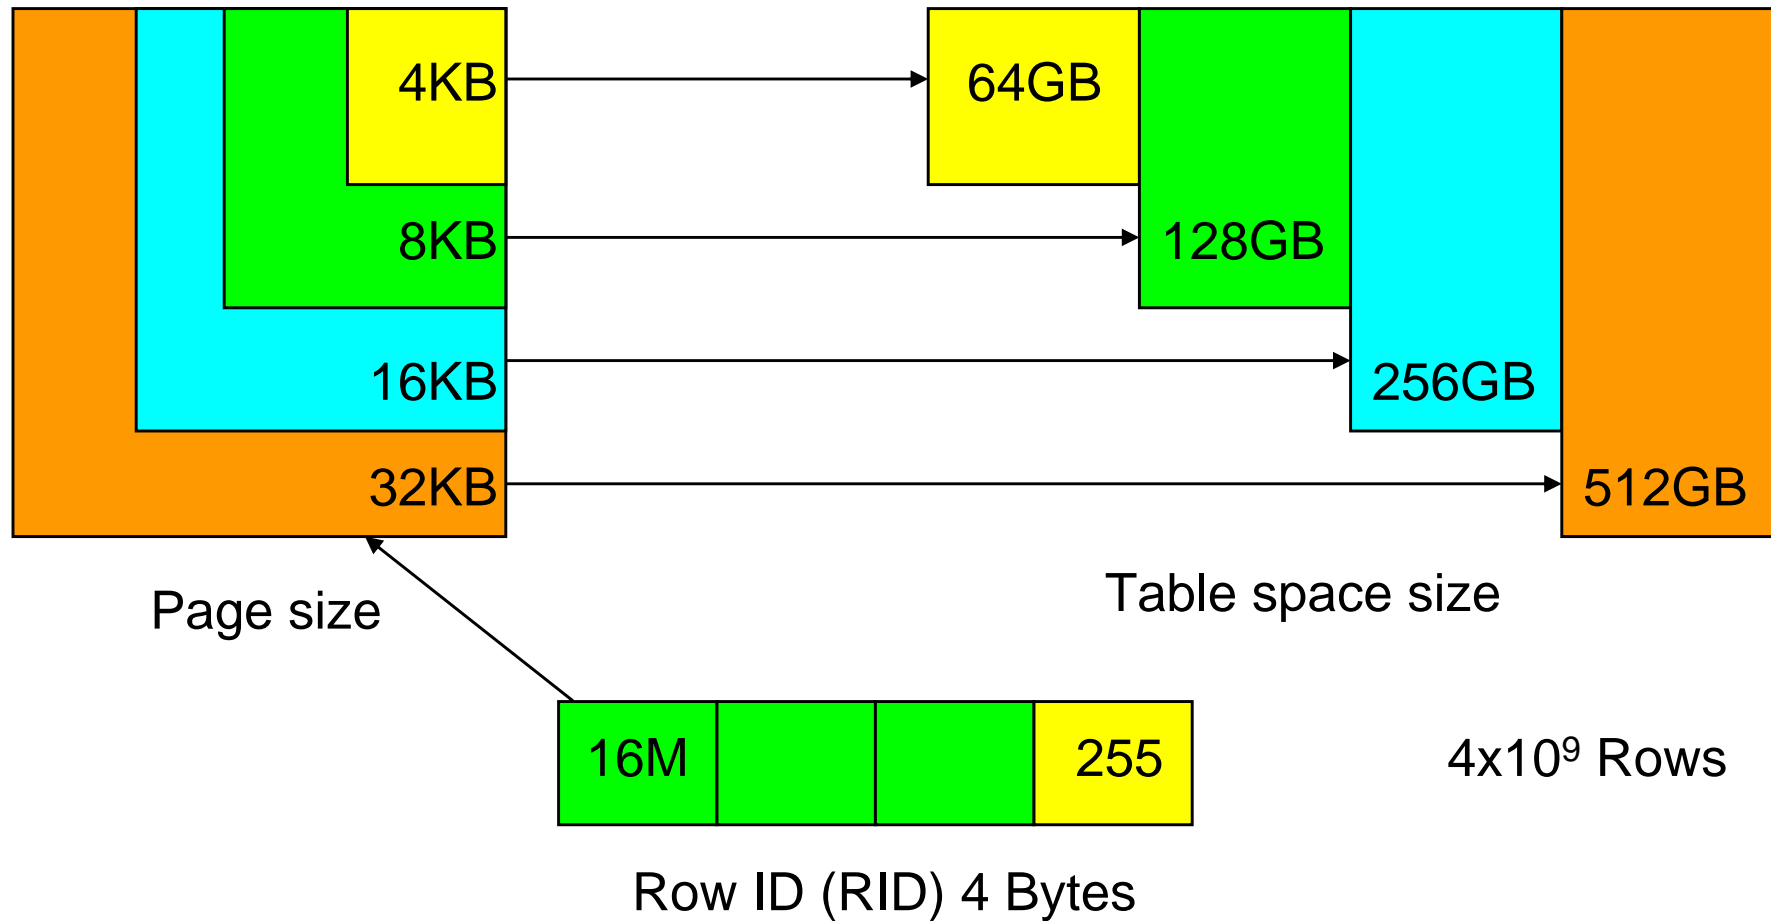 4KB 64GB
8KB 128GB
16KB 256GB
32KB 512GB
Page size
Table space size
16M 255
4x10⁹ Rows
Row ID (RID) 4 Bytes